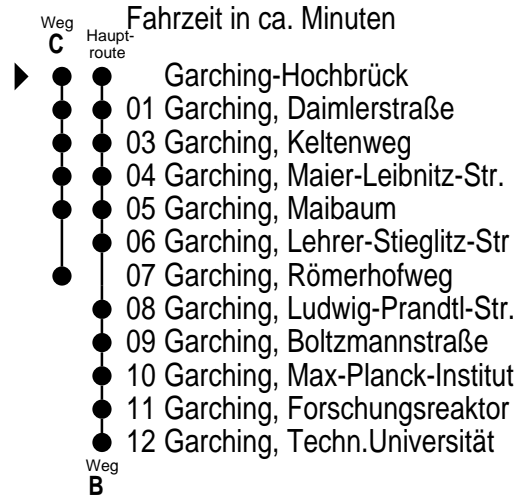 Weg
C
Haupt-
route
Fahrzeit in ca. Minuten
Garching-Hochbrück
01 Garching, Daimlerstraße
03 Garching, Keltenweg
04 Garching, Maier-Leibnitz-Str.
05 Garching, Maibaum
06 Garching, Lehrer-Stieglitz-Str
07 Garching, Römerhofweg
08 Garching, Ludwig-Prandtl-Str.
09 Garching, Boltzmannstraße
10 Garching, Max-Planck-Institut
11 Garching, Forschungsreaktor
12 Garching, Techn.Universität
Weg
B